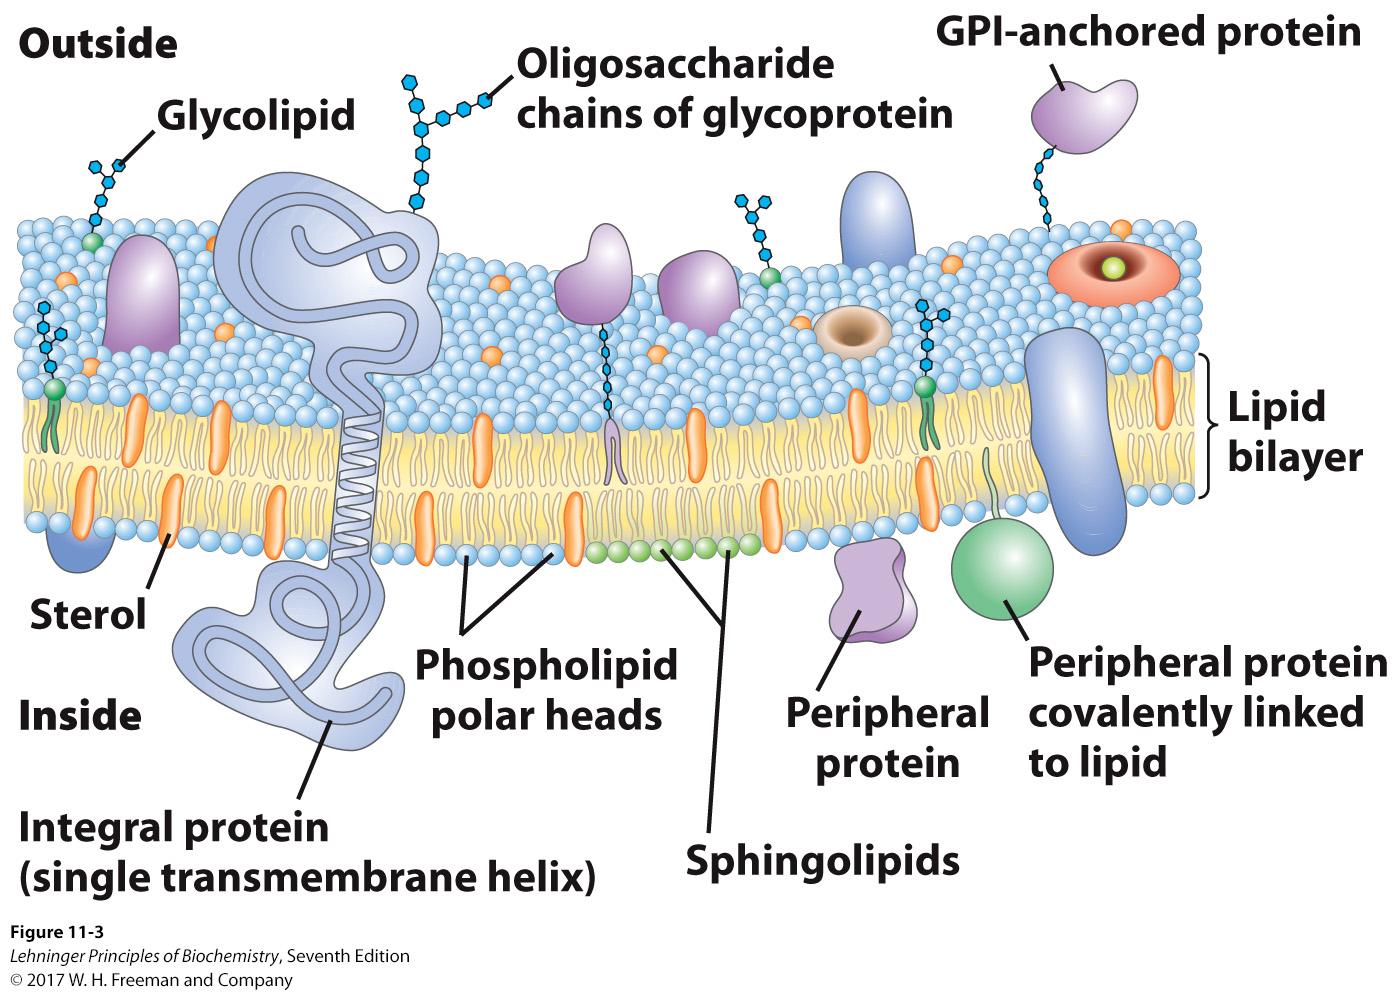 Outside
GPI-anchored protein
Oligosaccharide
chains of glycoprotein
Glycolipid
Lipid
bilayer
Sterol
Inside
Phospholipid
polar heads
Peripheral
protein
Peripheral protein
covalently linked
to lipid
Integral protein
(single transmembrane helix)
Sphingolipids
Figure 11-3
Lehninger Principles of Biochemistry, Seventh Edition
© 2017 W. H. Freeman and Company